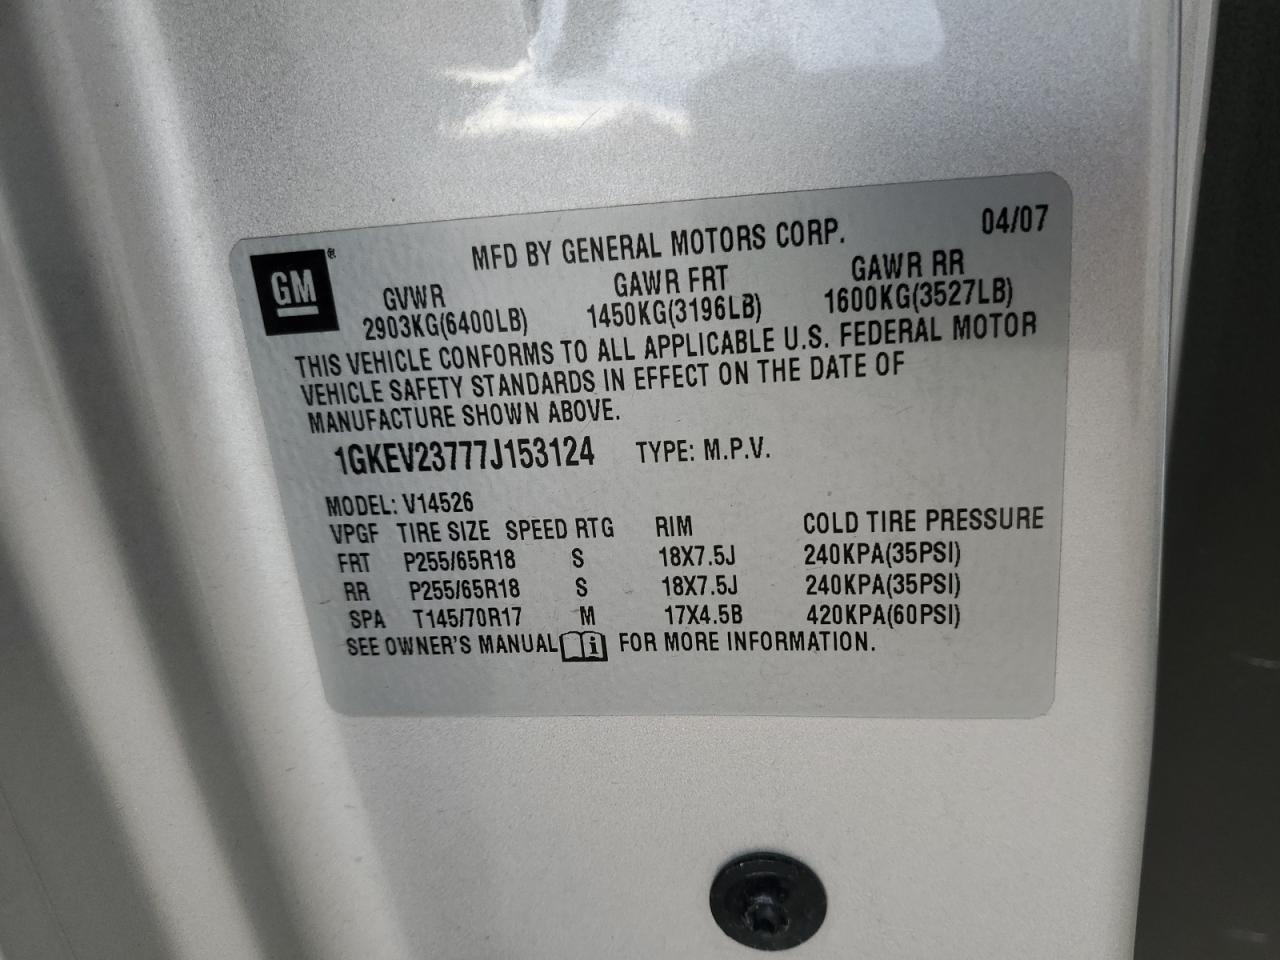 04/07
MFD BY GENERAL MOTORS CORP.
GM®
GVWR GAWR FRT GAWR RR
2903KG(6400LB) 1450KG(3196LB) 1600KG(3527LB)
THIS VEHICLE CONFORMS TO ALL APPLICABLE U.S. FEDERAL MOTOR
VEHICLE SAFETY STANDARDS IN EFFECT ON THE DATE OF
MANUFACTURE SHOWN ABOVE.
1GKEV23777J153124 TYPE: M.P.V.
MODEL: V14526
VPGF TIRE SIZE SPEED RTG RIM COLD TIRE PRESSURE
FRT P255/65R18 S 18X7.5J 240KPA(35PSI)
RR P255/65R18 S 18X7.5J 240KPA(35PSI)
SPA T145/70R17 M 17X4.5B 420KPA(60PSI)
SEE OWNER'S MANUAL i FOR MORE INFORMATION.